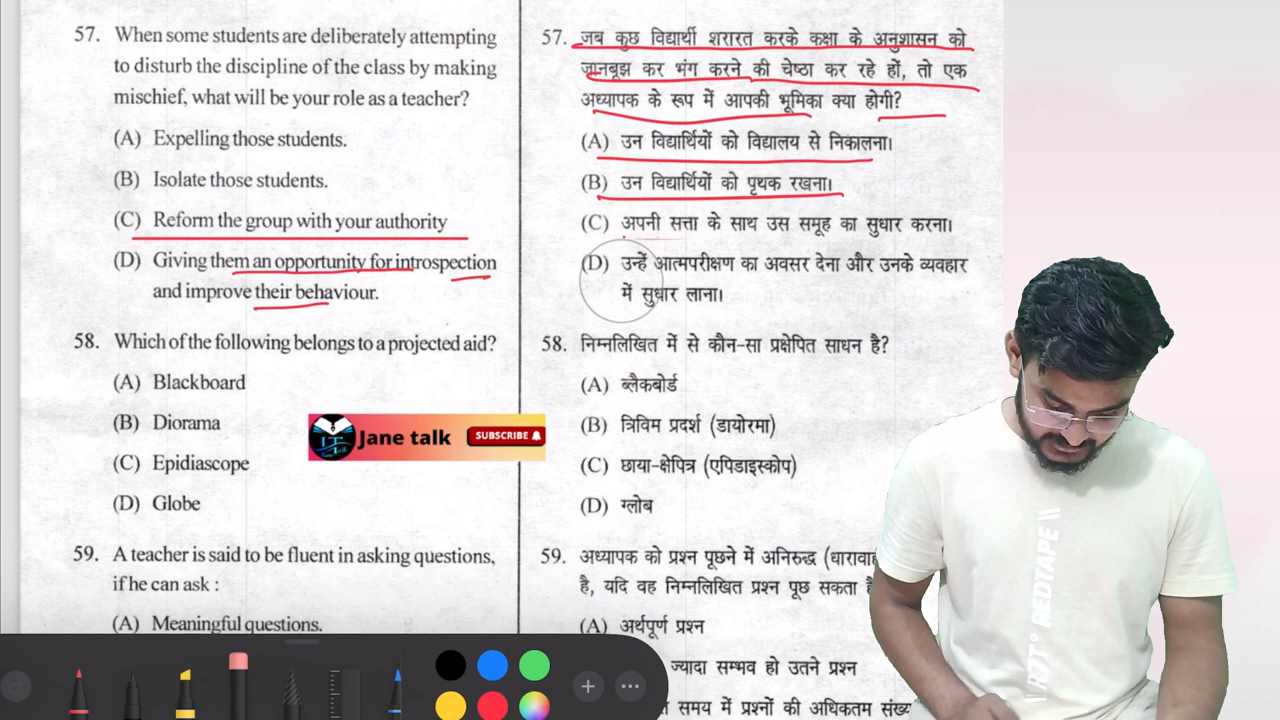 57. When some students are deliberately attempting
to disturb the discipline of the class by making
mischief, what will be your role as a teacher?
(A) Expelling those students.
(B) Isolate those students.
(C) Reform the group with your authority
(D) Giving them an opportunity for introspection
and improve their behaviour.
58. Which of the following belongs to a projected aid?
(A) Blackboard
(B) Diorama
(C) Epidiascope
(D) Globe
59. A teacher is said to be fluent in asking questions,
if he can ask :
(A) Meaningful questions.
57. जब कुछ विद्यार्थी शरारत करके कक्षा के अनुशासन को
जानबूझ कर भंग करने की चेष्ठा कर रहे हों, तो एक
अध्यापक के रूप में आपकी भूमिका क्या होगी?
(A) उन विद्यार्थियों को विद्यालय से निकालना।
(B) उन विद्यार्थियों को पृथक रखना।
(C) अपनी सत्ता के साथ उस समूह का सुधार करना।
(D) उन्हें आत्मपरीक्षण का अवसर देना और उनके व्यवहार
में सुधार लाना।
58. निम्नलिखित में से कौन-सा प्रक्षेपित साधन है?
(A) ब्लैकबोर्ड
(B) त्रिविम प्रदर्श (डायोरमा)
(C) छाया-क्षेपित्र (एपिडाइस्कोप)
(D) ग्लोब
59. अध्यापक को प्रश्न पूछने में अनिरुद्ध
है, यदि वह निम्नलिखित प्रश्न पूछ सकता
(A) अर्थपूर्ण प्रश्न
ज्यादा सम्भव हो उतने प्रश्न
समय में प्रश्नों की अधिकतम
Jane talk
SUBSCRIBE